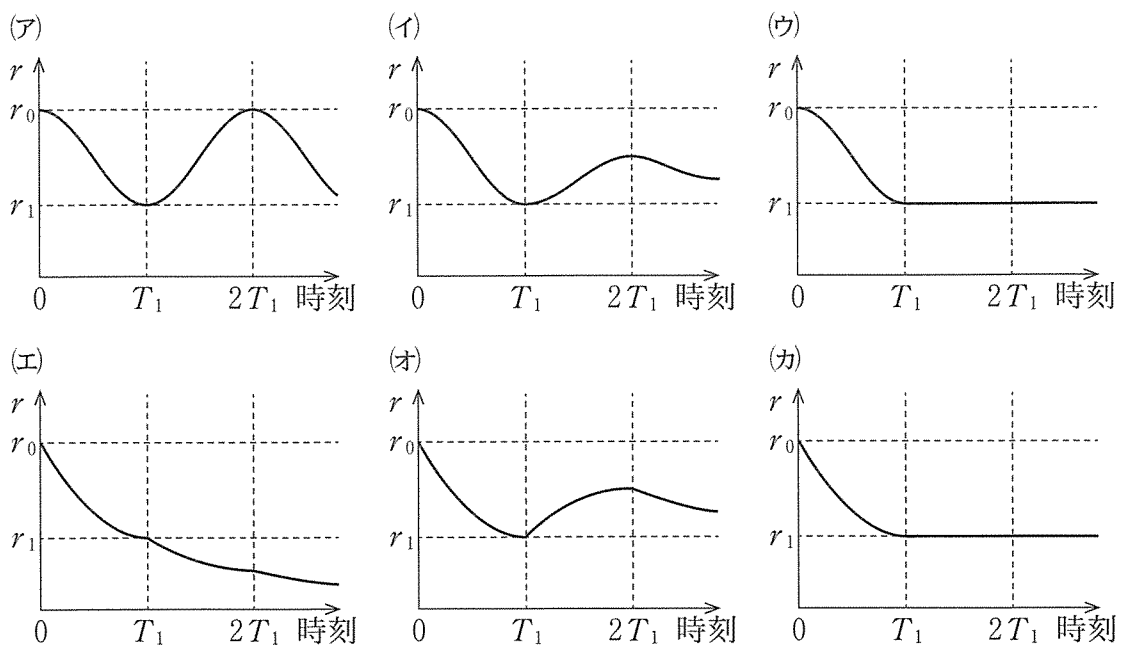 (ア)
r
r₀
r₁
0 T₁ 2T₁ 時刻
(イ)
r
r₀
r₁
0 T₁ 2T₁ 時刻
(ウ)
r
r₀
r₁
0 T₁ 2T₁ 時刻
(エ)
r
r₀
r₁
0 T₁ 2T₁ 時刻
(オ)
r
r₀
r₁
0 T₁ 2T₁ 時刻
(カ)
r
r₀
r₁
0 T₁ 2T₁ 時刻